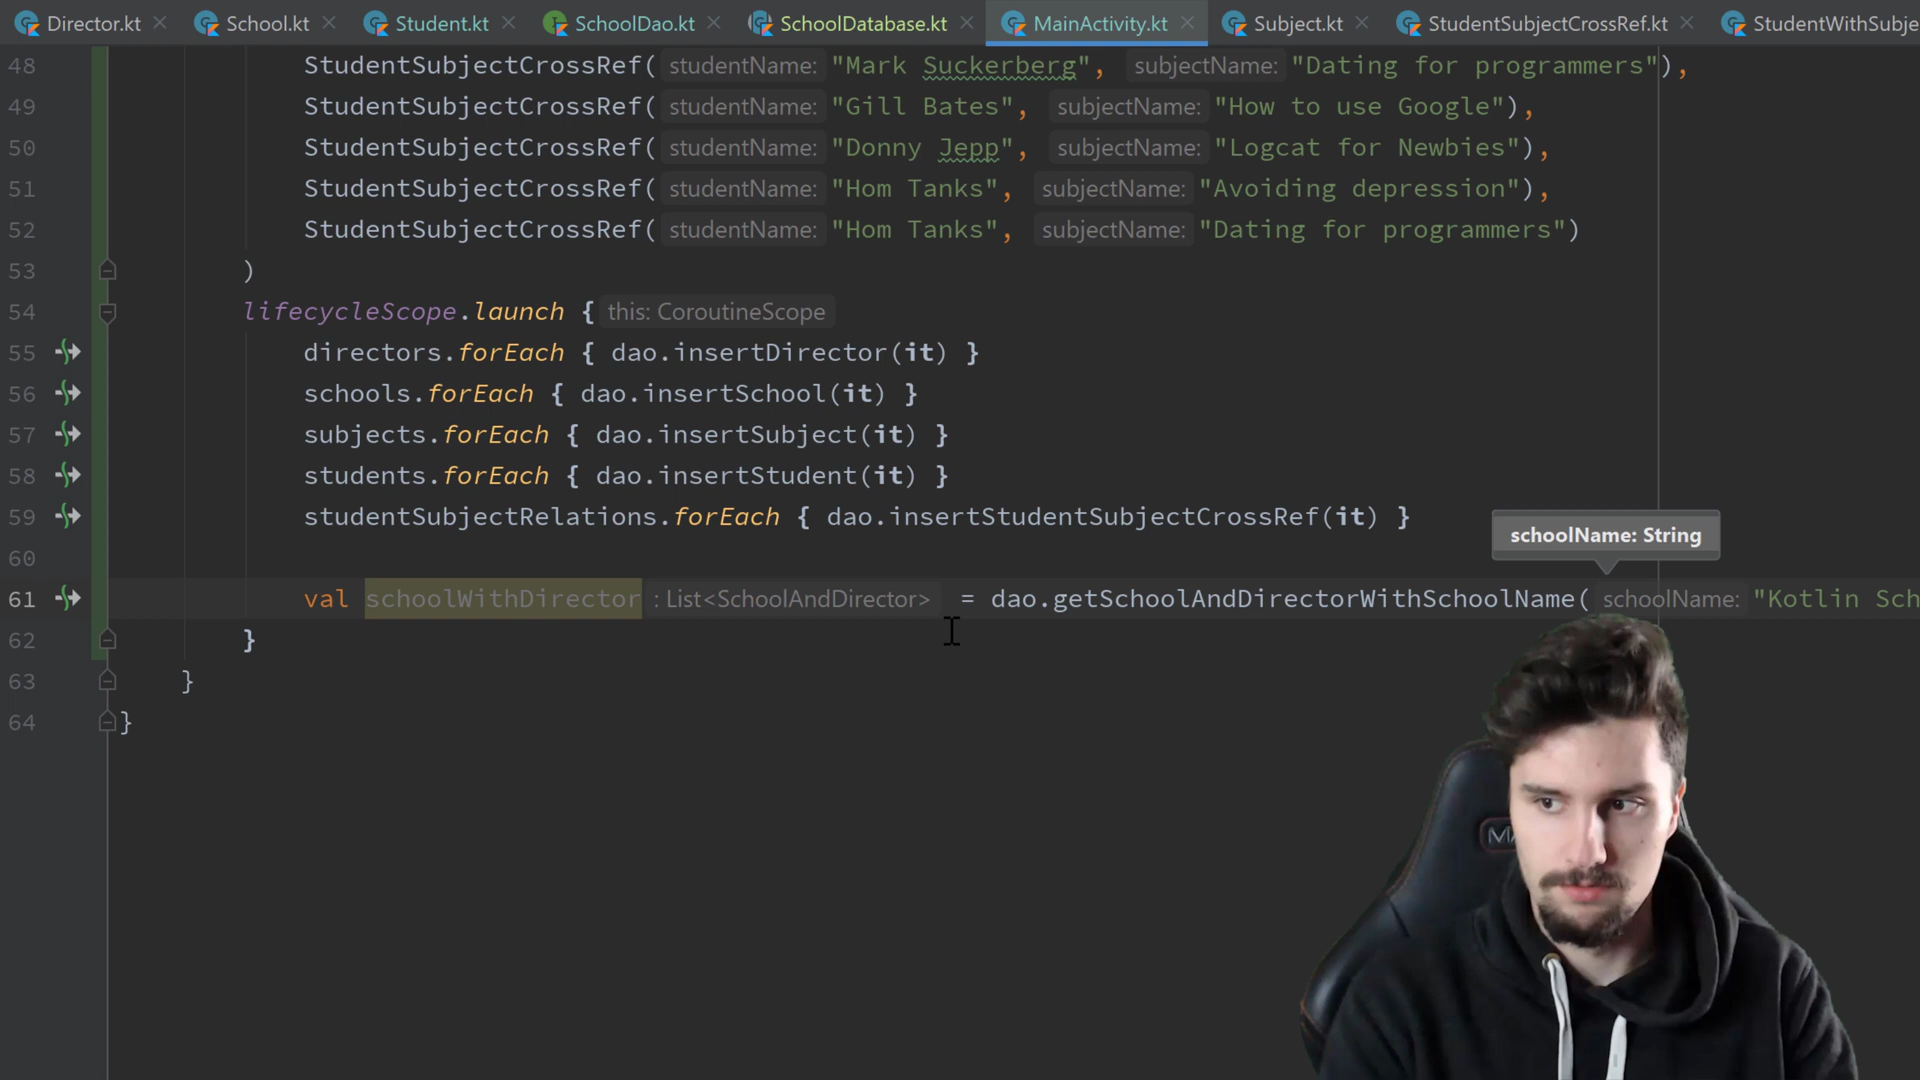 Director.kt School.kt Student.kt SchoolDao.kt SchoolDatabase.kt MainActivity.kt Subject.kt StudentSubjectCrossRef.kt StudentWithSubje
48 StudentSubjectCrossRef( studentName: "Mark Suckerberg", subjectName: "Dating for programmers"),
49 StudentSubjectCrossRef( studentName: "Gill Bates", subjectName: "How to use Google"),
50 StudentSubjectCrossRef( studentName: "Donny Jepp", subjectName: "Logcat for Newbies"),
51 StudentSubjectCrossRef( studentName: "Hom Tanks", subjectName: "Avoiding depression"),
52 StudentSubjectCrossRef( studentName: "Hom Tanks", subjectName: "Dating for programmers")
53 )
54 lifecycleScope.launch { this: CoroutineScope
55 directors.forEach { dao.insertDirector(it) }
56 schools.forEach { dao.insertSchool(it) }
57 subjects.forEach { dao.insertSubject(it) }
58 students.forEach { dao.insertStudent(it) }
59 studentSubjectRelations.forEach { dao.insertStudentSubjectCrossRef(it) }
schoolName: String
60
61 val schoolWithDirector : List<SchoolAndDirector> = dao.getSchoolAndDirectorWithSchoolName( schoolName: "Kotlin Sch
62 }
63 }
64 }